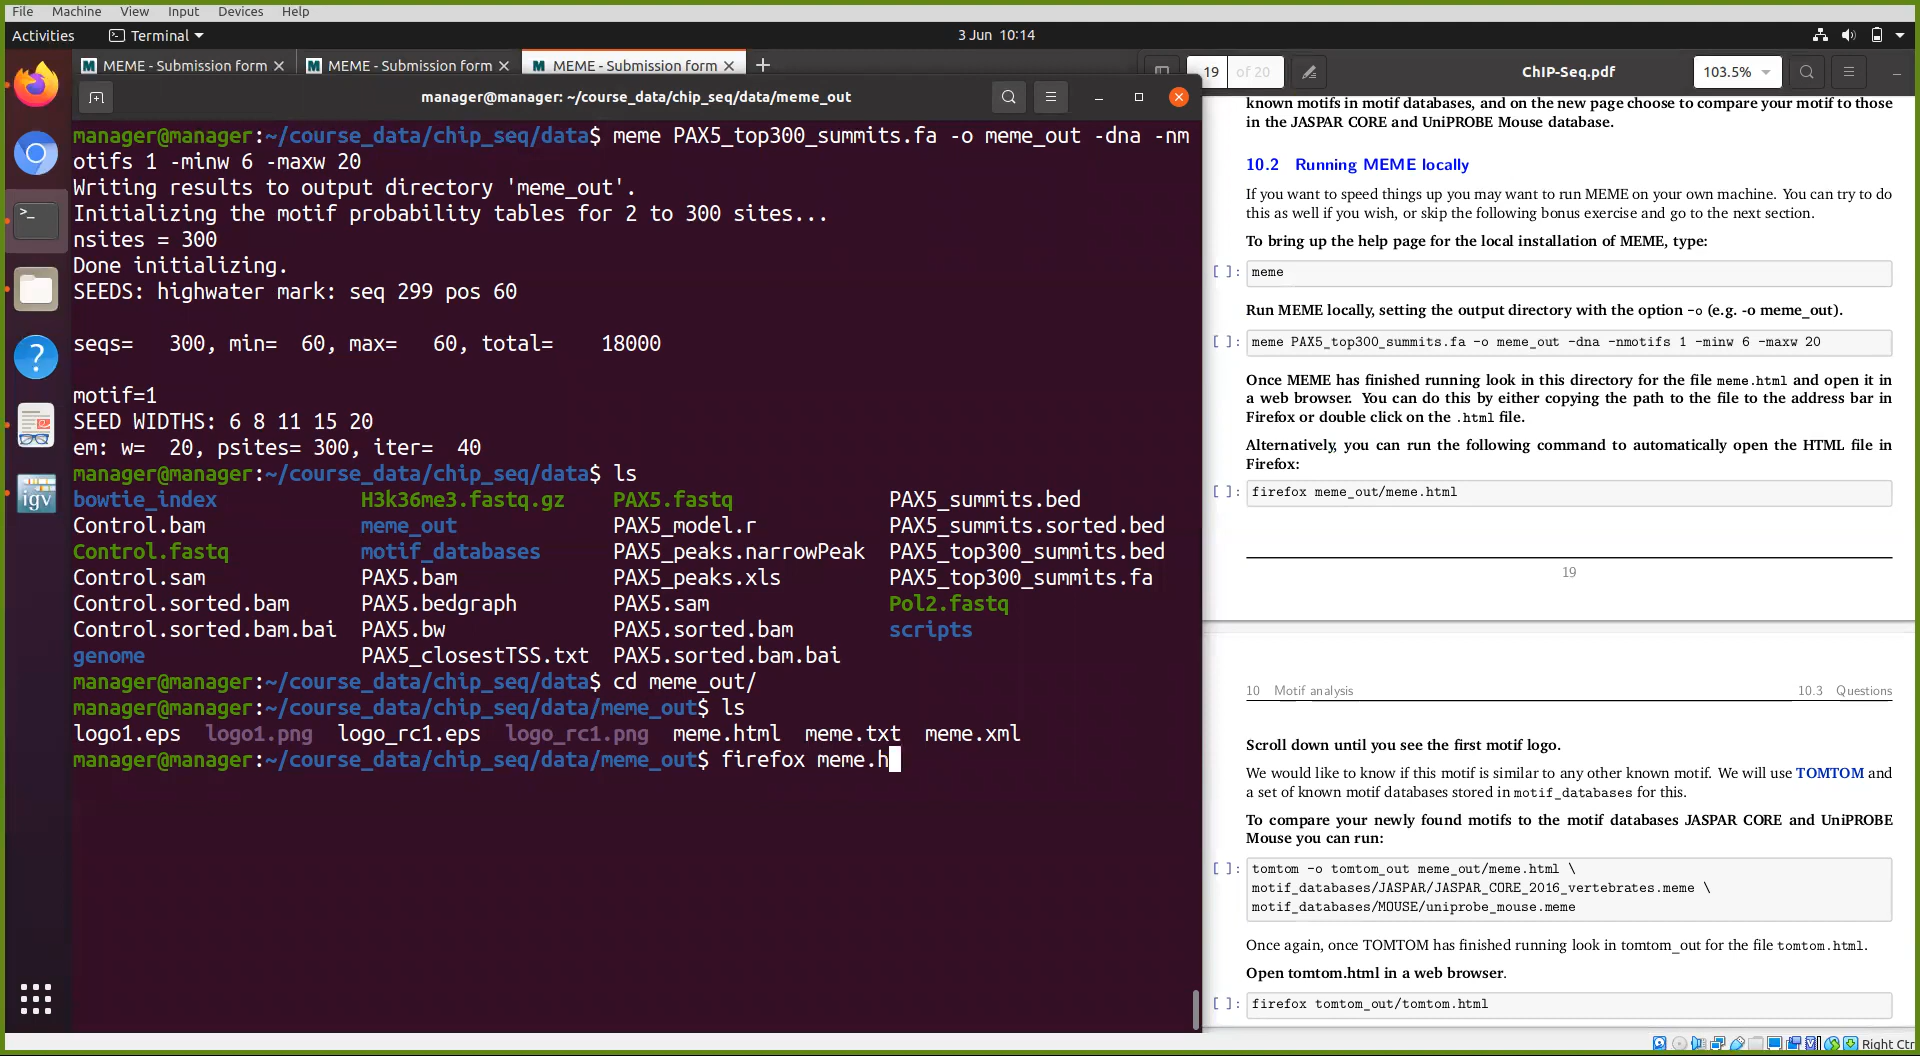 File Machine View Input Devices Help
Activities Terminal 3 Jun 10:14
MEME - Submission form MEME - Submission form MEME - Submission form
manager@manager: ~/course_data/chip_seq/data/meme_out
manager@manager:~/course_data/chip_seq/data$ meme PAX5_top300_summits.fa -o meme_out -dna -nm
otifs 1 -minw 6 -maxw 20
Writing results to output directory 'meme_out'.
Initializing the motif probability tables for 2 to 300 sites...
nsites = 300
Done initializing.
SEEDS: highwater mark: seq 299 pos 60
seqs= 300, min= 60, max= 60, total= 18000
motif=1
SEED WIDTHS: 6 8 11 15 20
em: w= 20, psites= 300, iter= 40
manager@manager:~/course_data/chip_seq/data$ ls
bowtie_index H3k36me3.fastq.gz PAX5.fastq PAX5_summits.bed
Control.bam meme_out PAX5_model.r PAX5_summits.sorted.bed
Control.fastq motif_databases PAX5_peaks.narrowPeak PAX5_top300_summits.bed
Control.sam PAX5.bam PAX5_peaks.xls PAX5_top300_summits.fa
Control.sorted.bam PAX5.bedgraph PAX5.sam Pol2.fastq
Control.sorted.bam.bai PAX5.bw PAX5.sorted.bam scripts
genome PAX5_closestTSS.txt PAX5.sorted.bam.bai
manager@manager:~/course_data/chip_seq/data$ cd meme_out/
manager@manager:~/course_data/chip_seq/data/meme_out$ ls
logo1.eps logo1.png logo_rc1.eps logo_rc1.png meme.html meme.txt meme.xml
manager@manager:~/course_data/chip_seq/data/meme_out$ firefox meme.h
igv
19 of 20 ChIP-Seq.pdf 103.5%
known motifs in motif databases, and on the new page choose to compare your motif to those
in the JASPAR CORE and UniPROBE Mouse database.
10.2 Running MEME locally
If you want to speed things up you may want to run MEME on your own machine. You can try to do
this as well if you wish, or skip the following bonus exercise and go to the next section.
To bring up the help page for the local installation of MEME, type:
[ ]: meme
Run MEME locally, setting the output directory with the option -o (e.g. -o meme_out).
[ ]: meme PAX5_top300_summits.fa -o meme_out -dna -nmotifs 1 -minw 6 -maxw 20
Once MEME has finished running look in this directory for the file meme.html and open it in
a web browser. You can do this by either copying the path to the file to the address bar in
Firefox or double click on the .html file.
Alternatively, you can run the following command to automatically open the HTML file in
Firefox:
[ ]: firefox meme_out/meme.html
19
10 Motif analysis 10.3 Questions
Scroll down until you see the first motif logo.
We would like to know if this motif is similar to any other known motif. We will use TOMTOM and
a set of known motif databases stored in motif_databases for this.
To compare your newly found motifs to the motif databases JASPAR CORE and UniPROBE
Mouse you can run:
[ ]: tomtom -o tomtom_out meme_out/meme.html \
motif_databases/JASPAR/JASPAR_CORE_2016_vertebrates.meme \
motif_databases/MOUSE/uniprobe_mouse.meme
Once again, once TOMTOM has finished running look in tomtom_out for the file tomtom.html.
Open tomtom.html in a web browser.
[ ]: firefox tomtom_out/tomtom.html
Right Ctr